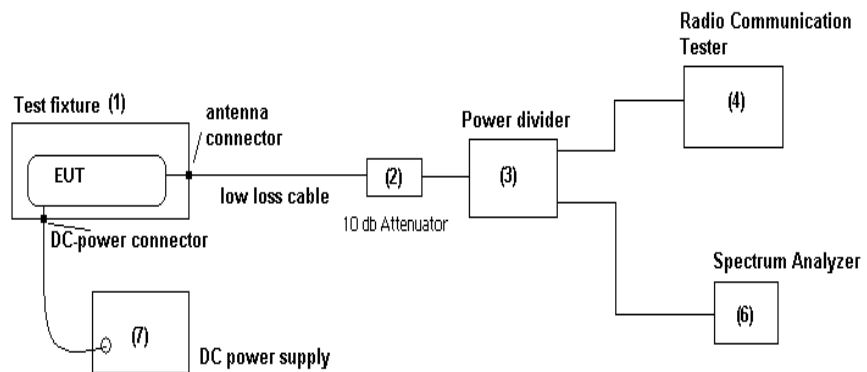 Radio Communication
Tester
(4)
Test fixture (1)
antenna
connector
Power divider
EUT
(2)
(3)
low loss cable
10 db Attenuator
DC-power connector
Spectrum Analyzer
(6)
(7)
DC power supply